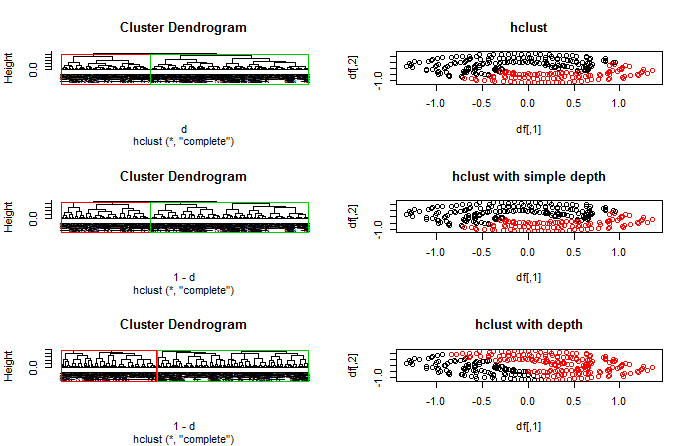 Cluster Dendrogram
Height
0.0
d
hclust (*, "complete")
hclust
df[,2]
-1.0
-1.0 -0.5 0.0 0.5 1.0
df[,1]
Cluster Dendrogram
Height
0.0
1 - d
hclust (*, "complete")
hclust with simple depth
df[,2]
-1.0
-1.0 -0.5 0.0 0.5 1.0
df[,1]
Cluster Dendrogram
Height
0.0
1 - d
hclust (*, "complete")
hclust with depth
df[,2]
-1.0
-1.0 -0.5 0.0 0.5 1.0
df[,1]